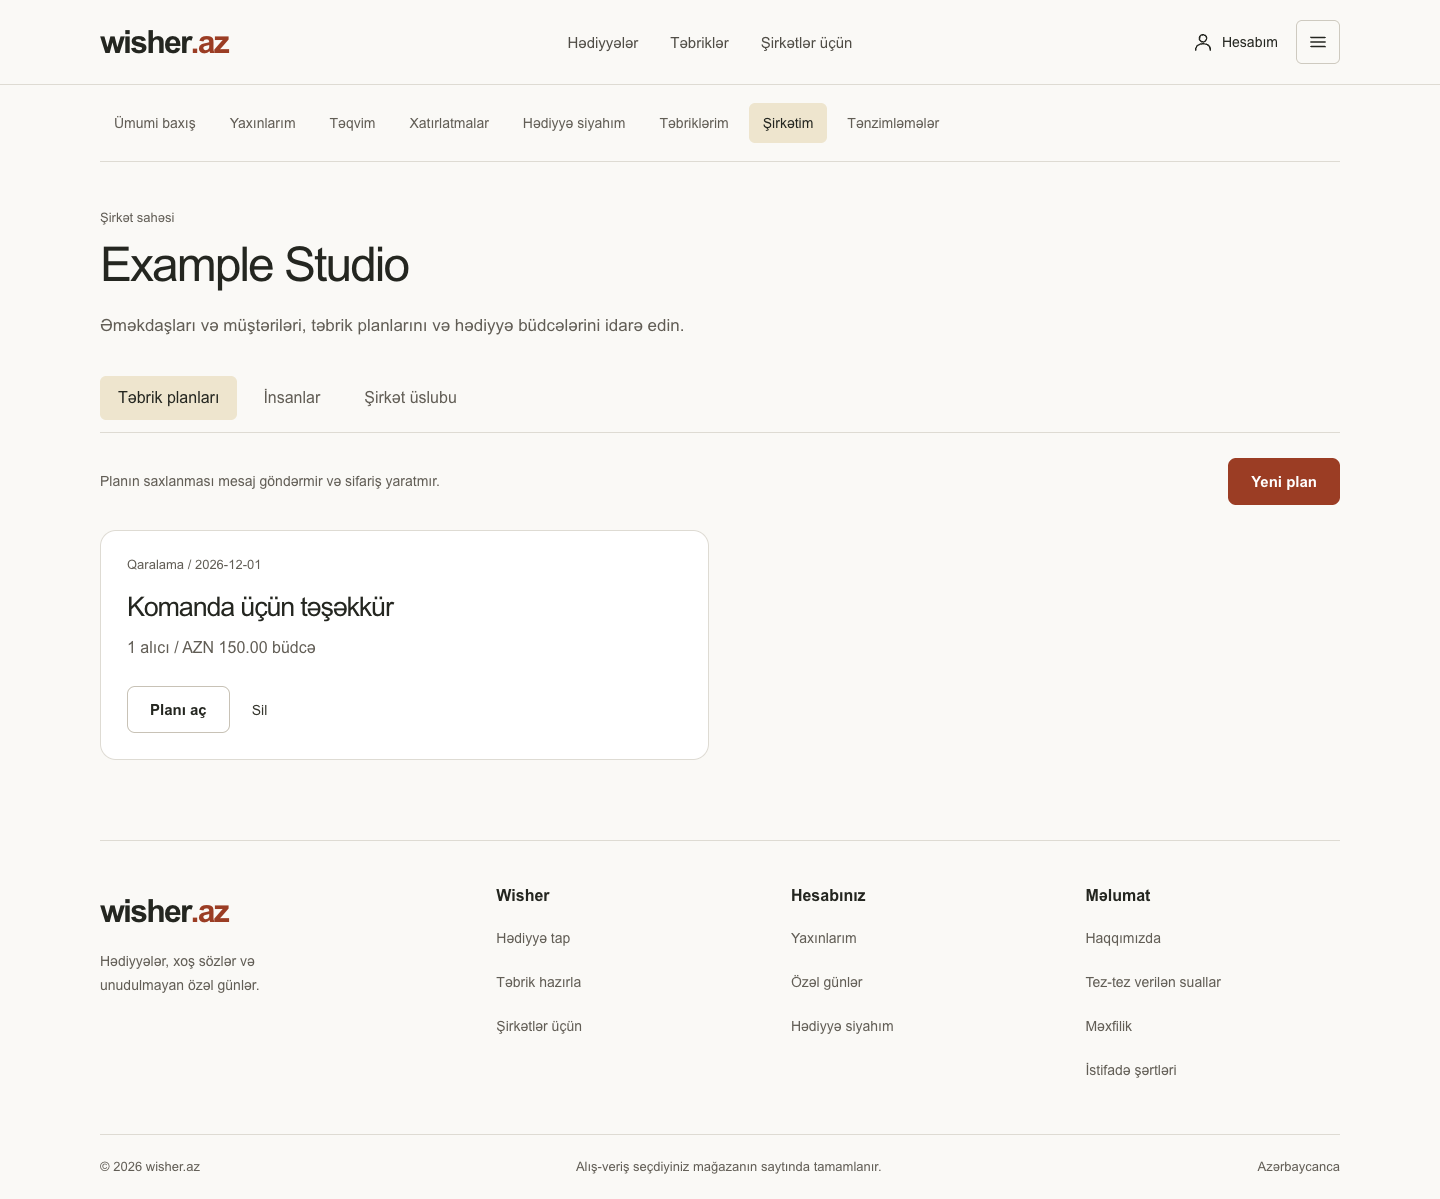 wisher.az
Hədiyyələr
Təbriklər
Şirkətlər üçün
Hesabım
Ümumi baxış
Yaxınlarım
Təqvim
Xatırlatmalar
Hədiyyə siyahım
Təbriklərim
Şirkətim
Tənzimləmələr
Şirkət sahəsi
Example Studio
Əməkdaşları və müştəriləri, təbrik planlarını və hədiyyə büdcələrini idarə edin.
Təbrik planları
İnsanlar
Şirkət üslubu
Planın saxlanması mesaj göndərmir və sifariş yaratmır.
Yeni plan
Qaralama / 2026-12-01
Komanda üçün təşəkkür
1 alıcı / AZN 150.00 büdcə
Planı aç
Sil
wisher.az
Hədiyyələr, xoş sözlər və
unudulmayan özəl günlər.
Wisher
Hədiyyə tap
Təbrik hazırla
Şirkətlər üçün
Hesabınız
Yaxınlarım
Özəl günlər
Hədiyyə siyahım
Məlumat
Haqqımızda
Tez-tez verilən suallar
Məxfilik
İstifadə şərtləri
© 2026 wisher.az
Alış-veriş seçdiyiniz mağazanın saytında tamamlanır.
Azərbaycanca